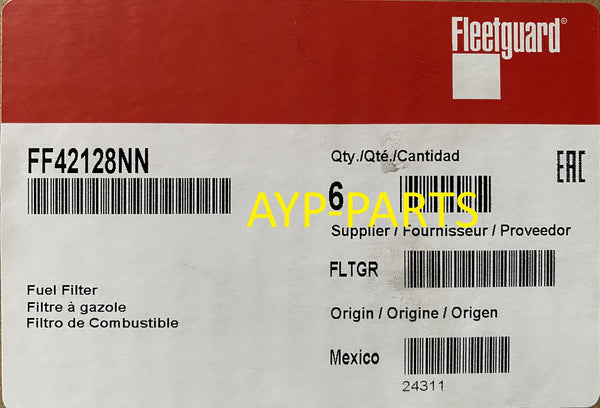 Fleetguard®
FF42128NN
Qty./Qté./Cantidad
6
EAC
AYP-PARTS
Supplier / Fournisseur / Proveedor
FLTGR
Fuel Filter
Filtre à gazole
Filtro de Combustible
Origin / Origine / Origen
Mexico
24311